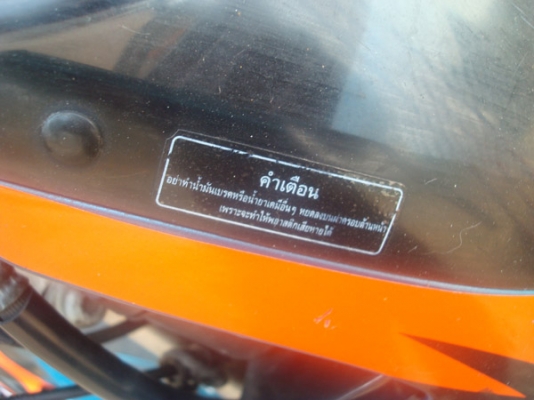 คำเตือน
อย่าทำน้ำมันเบรคหรือน้ำยาเคมีอื่นๆ หยดลงบนฝาครอบด้านหน้า
เพราะจะทำให้พลาสติกเสียหายได้